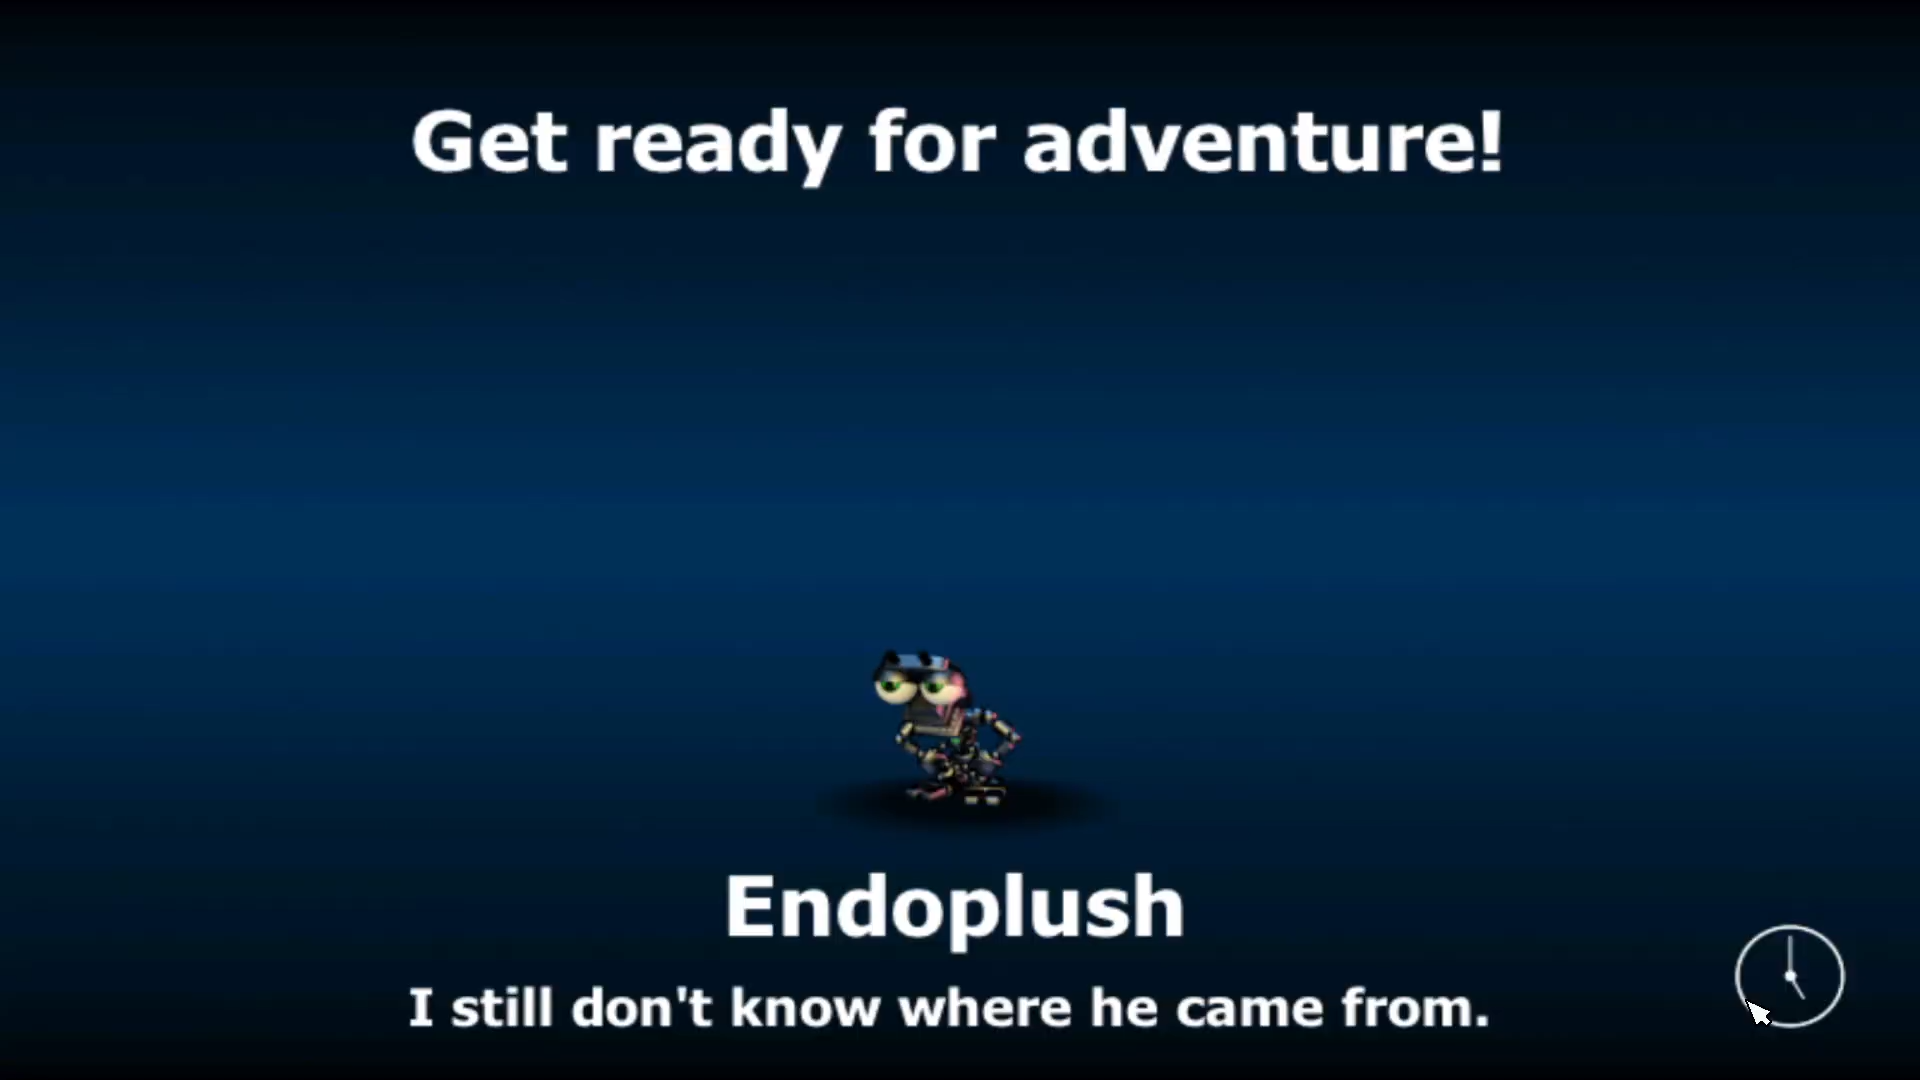 Get ready for adventure!
Endoplush
I still don't know where he came from.